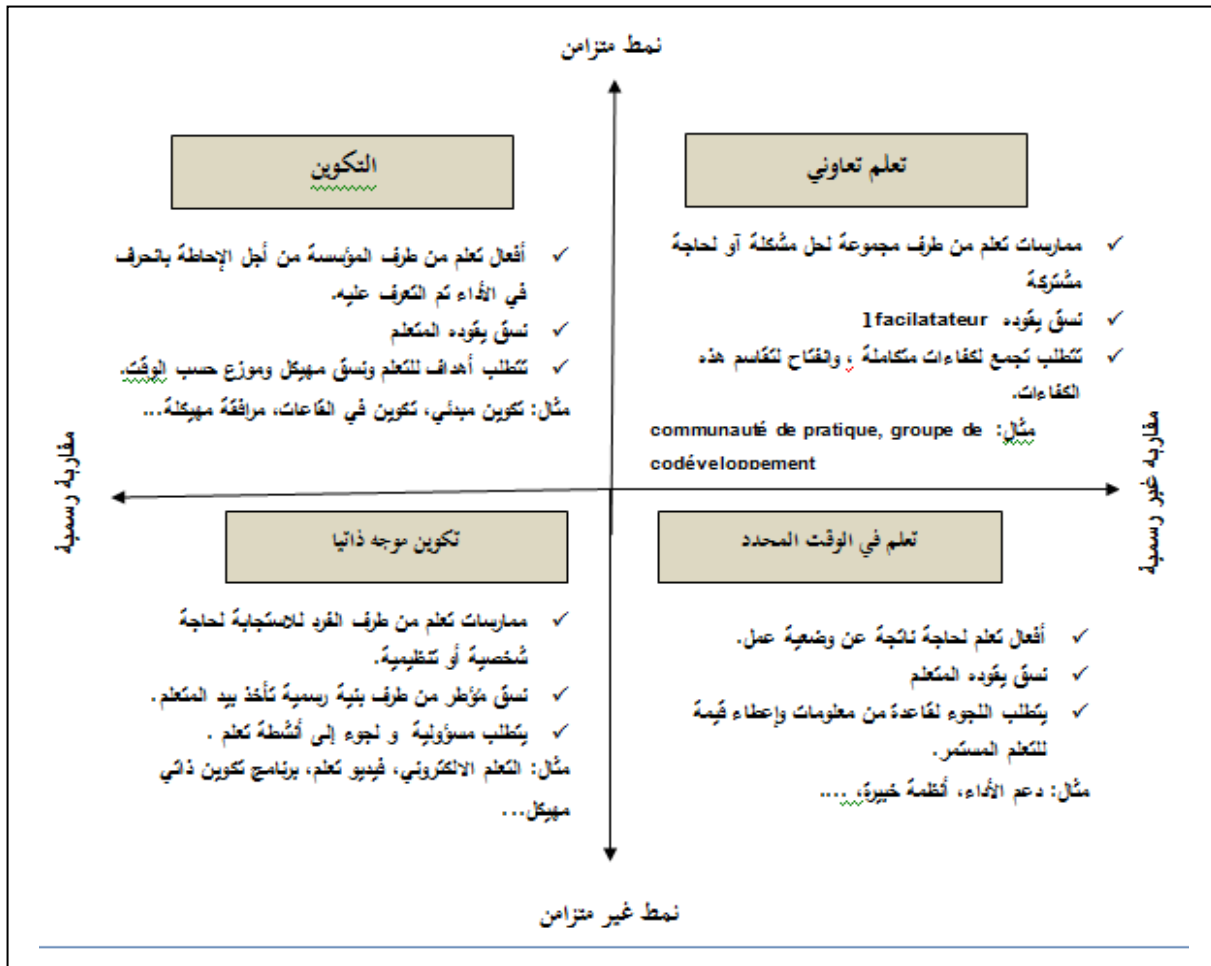 نمط متزامن
تعلم تعاوني
ممارسات تعلم من طرف مجموعة لحل مشكلة آو لحاجة
مشتركة
نسق يقوده facilatateur [
تتطلب تجمع لكفاءات متكاملة ; وانفتاح لتقاسم هذه
الكفاءات.
مثال: communauté de pratique, groupe de
codéveloppement
التكوين
أفعال تعلم من طرف المؤسسة من أجل الإحاطة بانحرف
في الأداء تم التعرف عليه.
نسق يقوده المتعلم
تتطلب أهداف للتعلم ونسق مهيكل وموزع حسب الوقت.
مثال: تكوين مبدئي، تكوين في القاعات، مرافقة مهيكلة...
مقاربة غير رسمية
مقاربة رسمية
تعلم في الوقت المحدد
أفعال تعلم لحاجة ناتجة عن وضعية عمل.
نسق يقوده المتعلم
يتطلب اللجوء لقاعدة من معلومات وإعطاء قيمة
للتعلم المستمر.
مثال: دعم الأداء، أنظمة خبيرة، ....
تكوين موجه ذاتيا
ممارسات تعلم من طرف الفرد للاستجابة لحاجة
شخصية أو تنظيمية.
نسق مؤطر من طرف بنية رسمية تأخذ بيد المتعلم.
يتطلب مسؤولية و لجوء إلى أنشطة تعلم .
مثال: التعلم الالكتروني، فيديو تعلم، برنامج تكوين ذاتي
مهيكل...
نمط غير متزامن